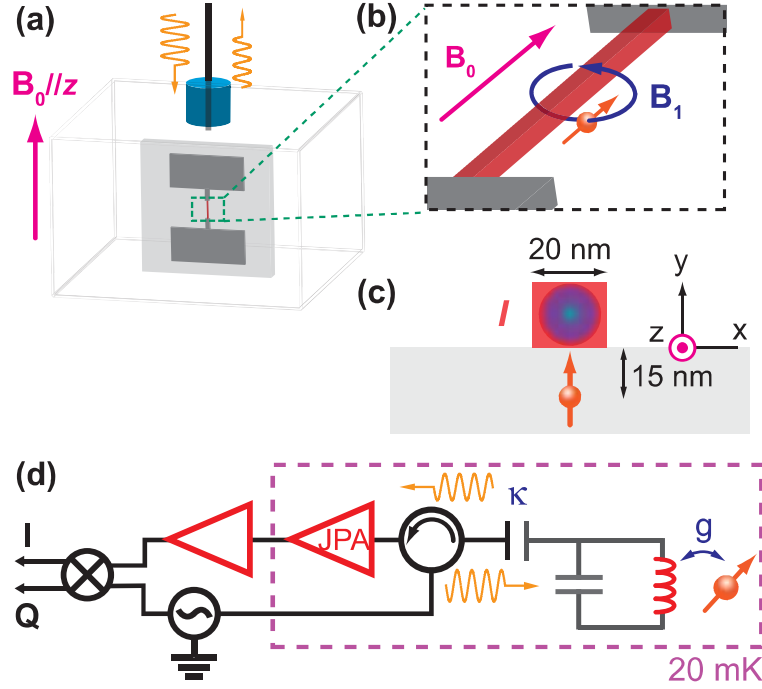 (a)
B₀//z
(b)
B₀
B₁
(c)
20 nm
I
y
z
x
15 nm
(d)
I
Q
JPA
κ
g
20 mK